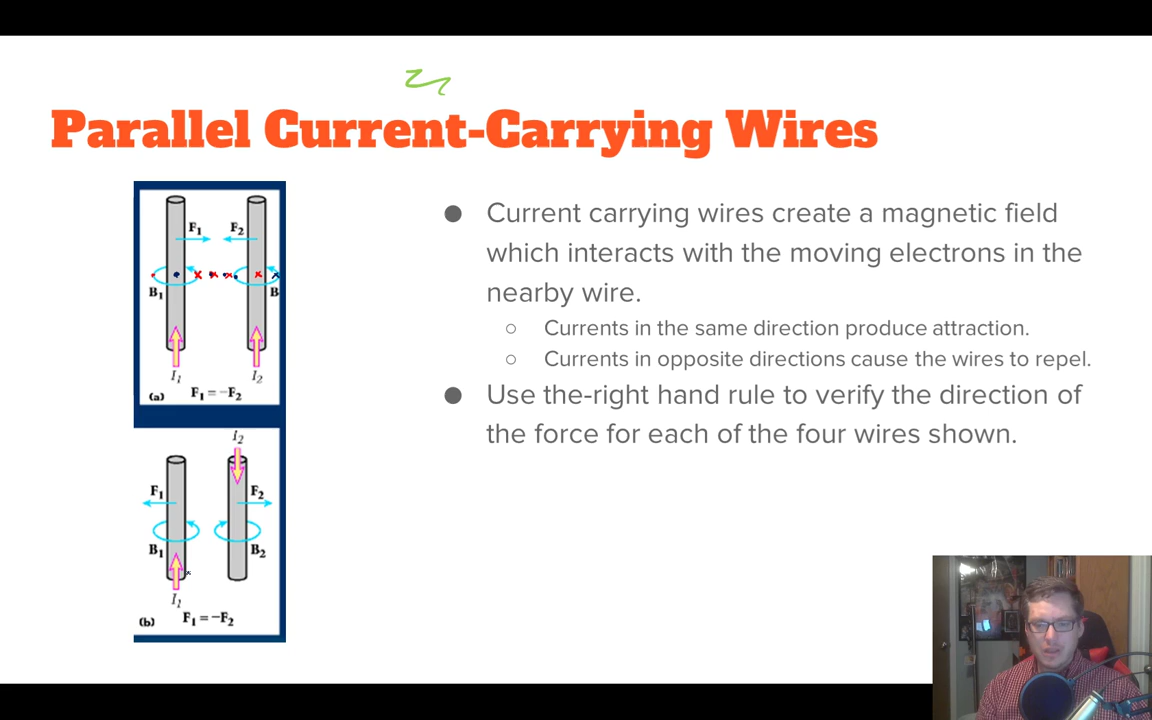 Parallel Current-Carrying Wires
F₁ F₂
B₁ B
I₁ I₂
(a) F₁ = −F₂
I₂
F₁ F₂
B₁ B₂
I₁
(b) F₁ = −F₂
● Current carrying wires create a magnetic field
which interacts with the moving electrons in the
nearby wire.
○ Currents in the same direction produce attraction.
○ Currents in opposite directions cause the wires to repel.
● Use the-right hand rule to verify the direction of
the force for each of the four wires shown.